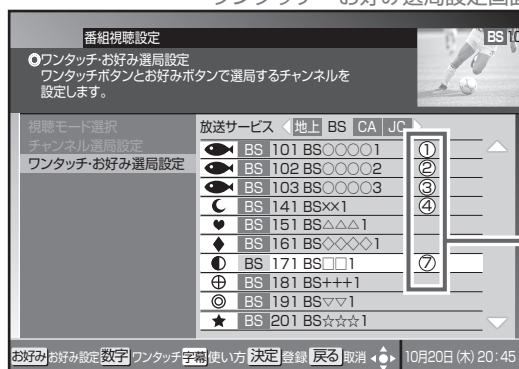 ワンタッチ・お好み選局設定画面
番組視聴設定
BS 10
ワンタッチ・お好み選局設定
ワンタッチボタンとお好みボタンで選局するチャンネルを
設定します。
視聴モード選択
チャンネル選局設定
ワンタッチ・お好み選局設定
放送サービス 地上 BS CA JC
BS 101 BS○○○○1 ①
BS 102 BS○○○○2 ②
BS 103 BS○○○○3 ③
BS 141 BS××1 ④
BS 151 BS△△△1
BS 161 BS◇◇◇◇1
BS 171 BS□□1 ⑦
BS 181 BS+++1
BS 191 BS▽▽1
BS 201 BS☆☆☆1
お好み お好み設定 数字 ワンタッチ 字幕 使い方 決定 登録 戻る 取消 10月20日(木) 20:45